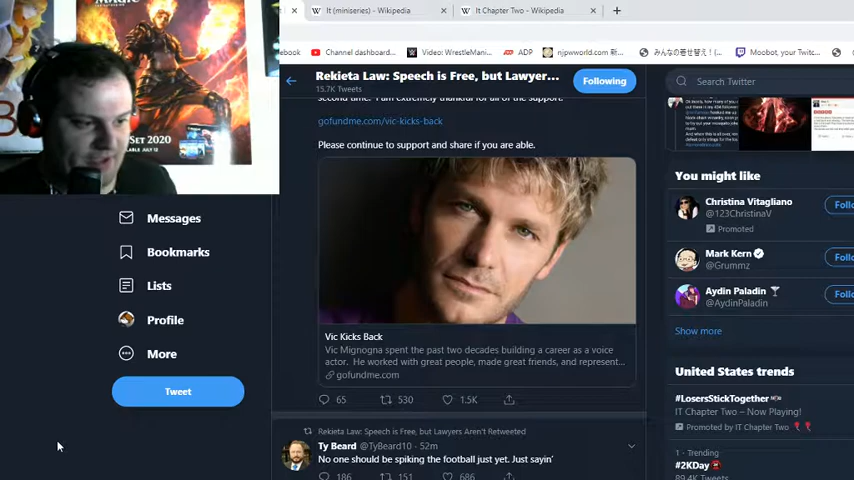 It (miniseries) - Wikipedia
It Chapter Two - Wikipedia
Channel dashboard...
Video: WrestleMani...
ADP
njpwworld.com 新...
みんなの着せ替え！(...
Moobot, your Twitc
SET 2020
AVAILABLE JULY 12
Rekieta Law: Speech is Free, but Lawyer...
15.7K Tweets
Following
Search Twitter
second time. I am extremely thankful for all of the support.
gofundme.com/vic-kicks-back
Please continue to support and share if you are able.
Messages
Bookmarks
Lists
Profile
More
Tweet
Vic Kicks Back
Vic Mignogna spent the past two decades building a career as a voice
actor. He worked with great people, made great friends, and represent...
gofundme.com
65 530 1.5K
Rekieta Law: Speech is Free, but Lawyers Aren't Retweeted
Ty Beard @TyBeard10 · 52m
No one should be spiking the football just yet. Just sayin'
186 151 686
You might like
Christina Vitagliano
@123ChristinaV
Promoted
Follo
Mark Kern
@Grummz
Follo
Aydin Paladin
@AydinPaladin
Follo
Show more
United States trends
#LosersStickTogether
IT Chapter Two – Now Playing!
Promoted by IT Chapter Two
1 · Trending
#2KDay
89.4K Tweets